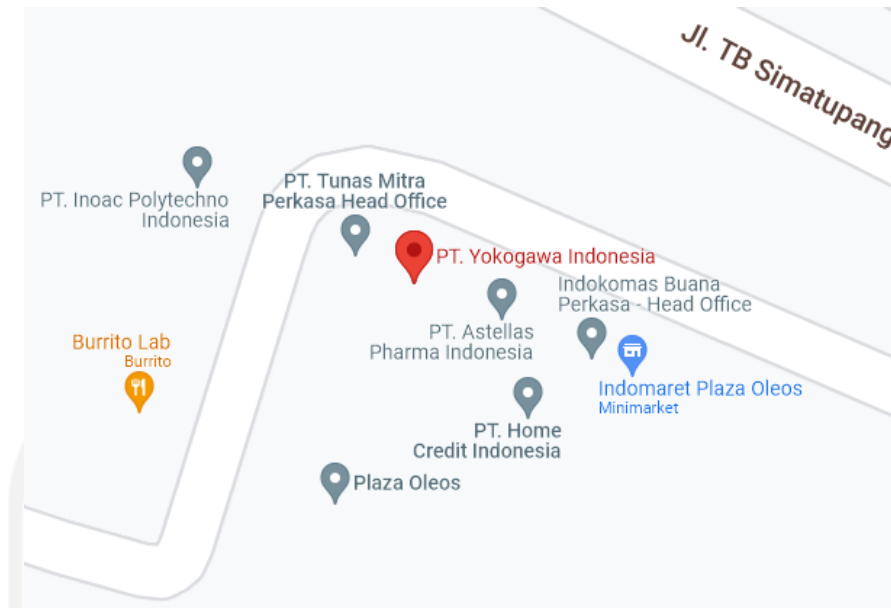 Jl. TB Simatupang
PT. Inoac Polytechno
Indonesia
PT. Tunas Mitra
Perkasa Head Office
PT. Yokogawa Indonesia
Indokomas Buana
Perkasa - Head Office
PT. Astellas
Pharma Indonesia
Burrito Lab
Burrito
Indomaret Plaza Oleos
Minimarket
PT. Home
Credit Indonesia
Plaza Oleos